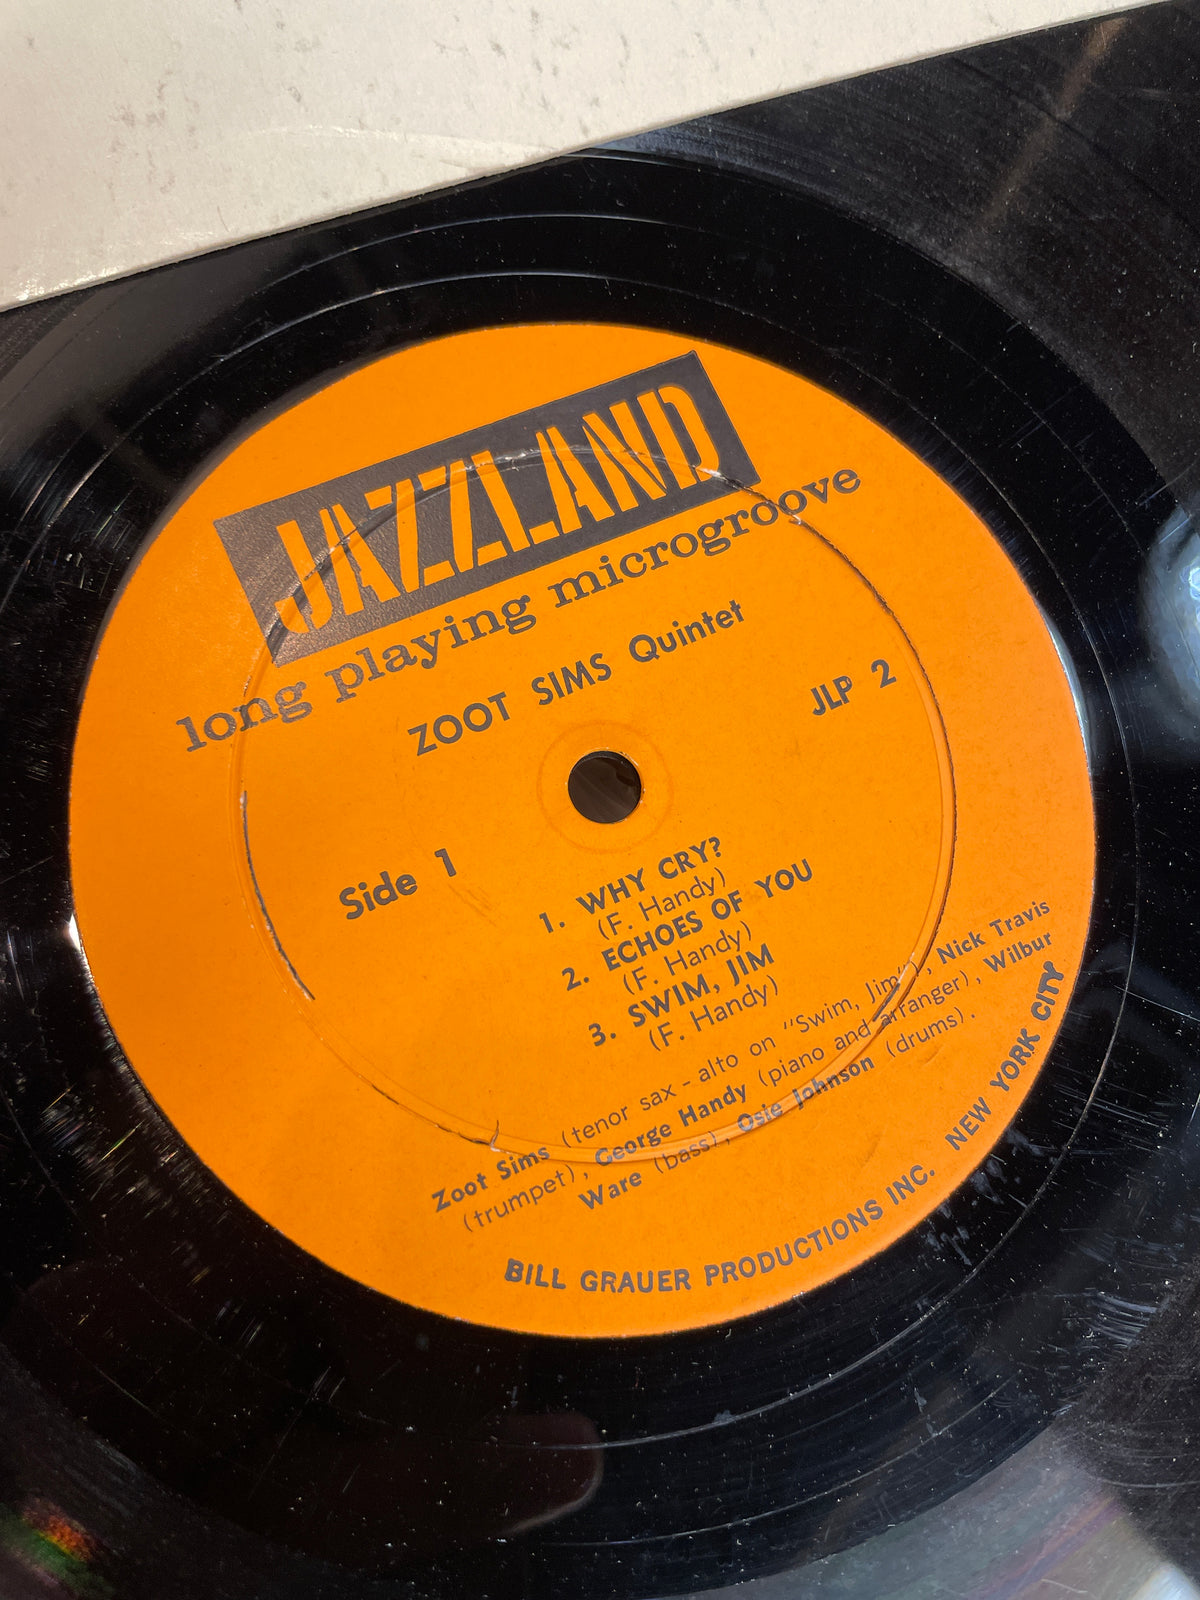 JAZZLAND
long playing microgroove
ZOOT SIMS Quintet
JLP 2
Side 1
1. WHY CRY?
(F. Handy)
2. ECHOES OF YOU
(F. Handy)
3. SWIM, JIM
(F. Handy)
Zoot Sims (tenor sax - alto on "Swim, Jim"), Nick Travis
(trumpet), George Handy (piano and arranger), Wilbur
Ware (bass), Osie Johnson (drums).
BILL GRAUER PRODUCTIONS INC. NEW YORK CITY